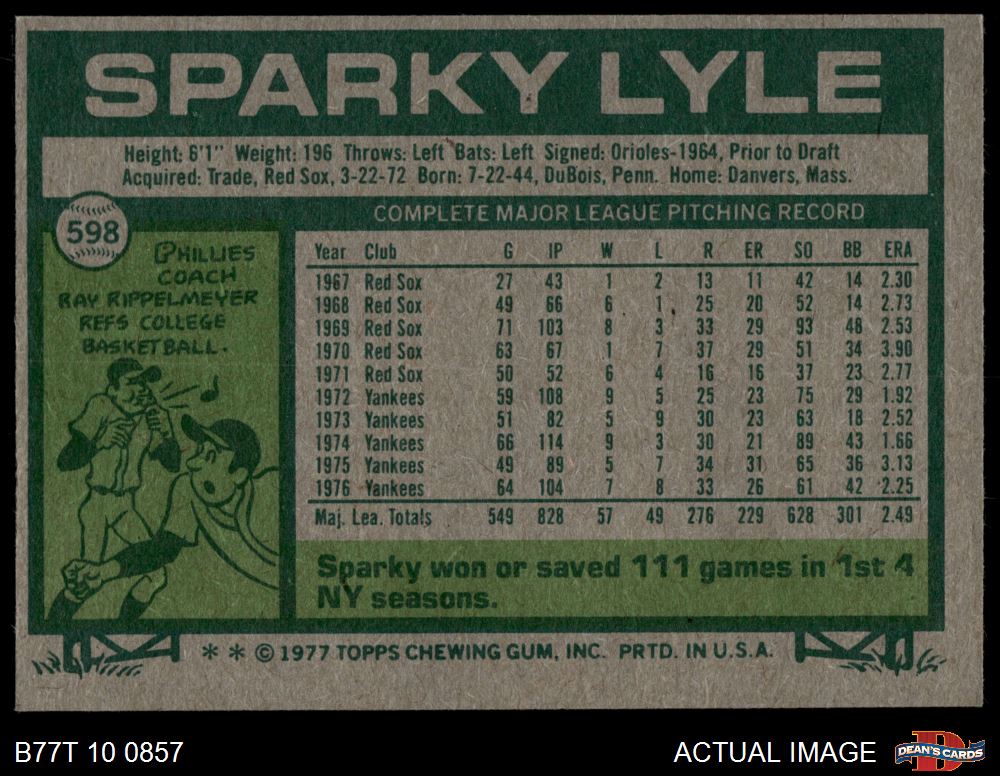 SPARKY LYLE
Height: 6'1" Weight: 196 Throws: Left Bats: Left Signed: Orioles-1964, Prior to Draft
Acquired: Trade, Red Sox, 3-22-72 Born: 7-22-44, DuBois, Penn. Home: Danvers, Mass.
598
PHILLIES
COACH
RAY RIPPELMEYER
REFS COLLEGE
BASKETBALL.
COMPLETE MAJOR LEAGUE PITCHING RECORD
Year Club G IP W L R ER SO BB ERA
1967 Red Sox 27 43 1 2 13 11 42 14 2.30
1968 Red Sox 49 66 6 1 25 20 52 14 2.73
1969 Red Sox 71 103 8 3 33 29 93 48 2.53
1970 Red Sox 63 67 1 7 37 29 51 34 3.90
1971 Red Sox 50 52 6 4 16 16 37 23 2.77
1972 Yankees 59 108 9 5 25 23 75 29 1.92
1973 Yankees 51 82 5 9 30 23 63 18 2.52
1974 Yankees 66 114 9 3 30 21 89 43 1.66
1975 Yankees 49 89 5 7 34 31 65 36 3.13
1976 Yankees 64 104 7 8 33 26 61 42 2.25
Maj. Lea. Totals 549 828 57 49 276 229 628 301 2.49
Sparky won or saved 111 games in 1st 4
NY seasons.
* * © 1977 TOPPS CHEWING GUM, INC. PRTD. IN U.S.A.
B77T 10 0857
ACTUAL IMAGE
D
DEAN'S CARDS